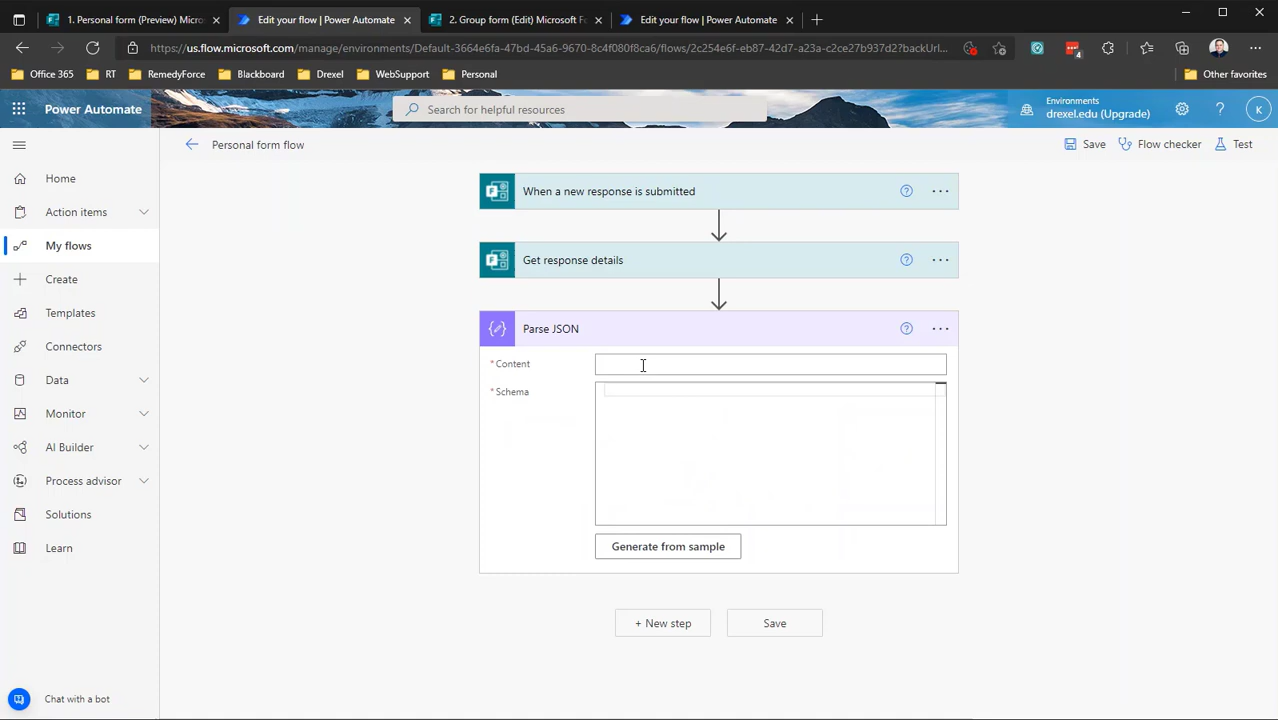 1. Personal form (Preview) Micros
Edit your flow | Power Automate
2. Group form (Edit) Microsoft Fo
Edit your flow | Power Automate
https://us.flow.microsoft.com/manage/environments/Default-3664e6fa-47bd-45a6-9670-8c4f080fca6/flows/2c254e6f-eb87-42d7-a23a-c2ce27b937d2?backUrl...
4
Office 365
RT
RemedyForce
Blackboard
Drexel
WebSupport
Personal
Other favorites
Power Automate
Search for helpful resources
Environments
drexel.edu (Upgrade)
?
K
Personal form flow
Save
Flow checker
Test
Home
Action items
My flows
Create
Templates
Connectors
Data
Monitor
AI Builder
Process advisor
Solutions
Learn
Chat with a bot
When a new response is submitted
Get response details
Parse JSON
* Content
* Schema
Generate from sample
+ New step
Save